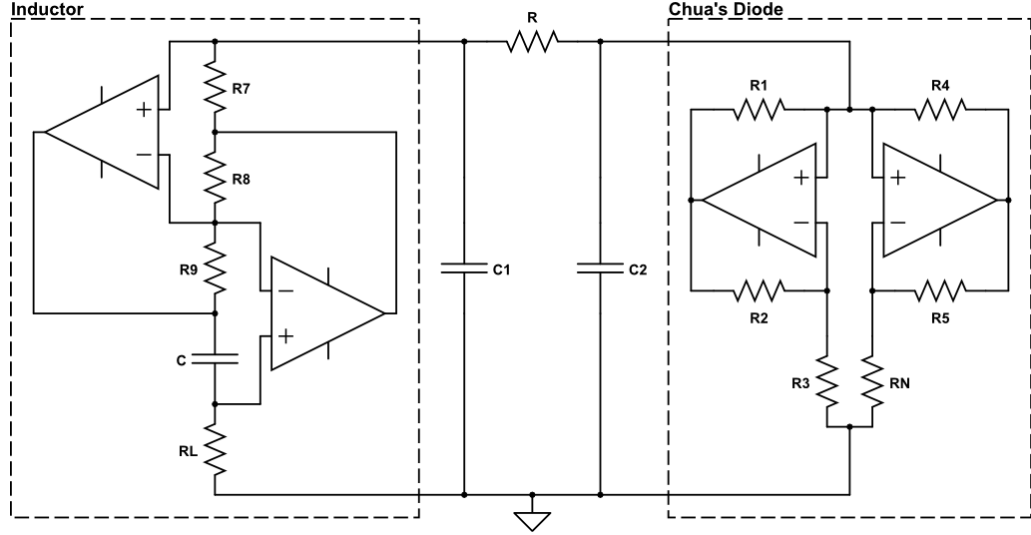 Inductor
R
Chua's Diode
R7
R1
R4
+
−
R8
+
−
+
−
R9
C1
C2
−
+
R2
R5
C
R3
RN
RL